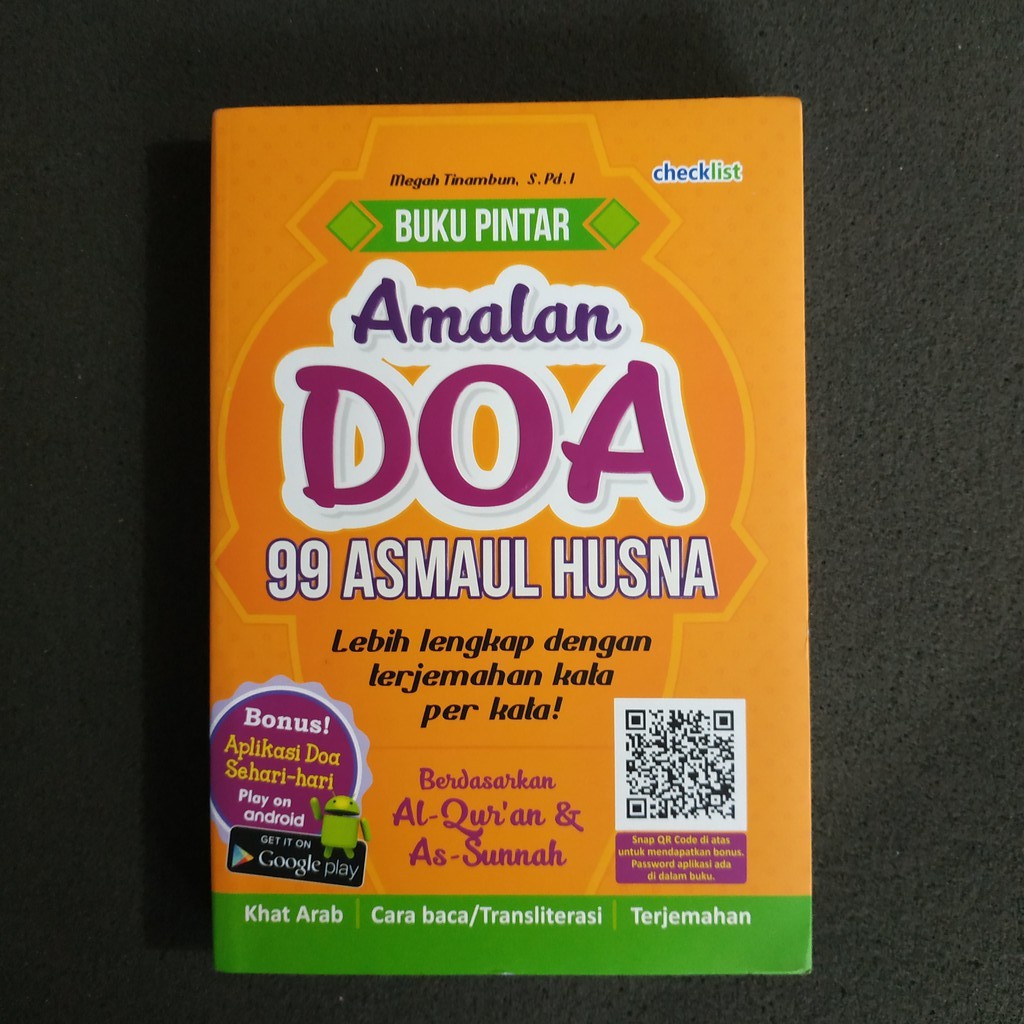 Megah Tinambun, S.Pd.I
checklist
BUKU PINTAR
Amalan
DOA
99 ASMAUL HUSNA
Lebih lengkap dengan
terjemahan kata
per kata!
Bonus!
Aplikasi Doa
Sehari-hari
Play on
android
GET IT ON
Google play
Berdasarkan
Al-Qur'an &
As-Sunnah
Snap QR Code di atas
untuk mendapatkan bonus.
Password aplikasi ada
di dalam buku.
Khat Arab | Cara baca/Transliterasi | Terjemahan